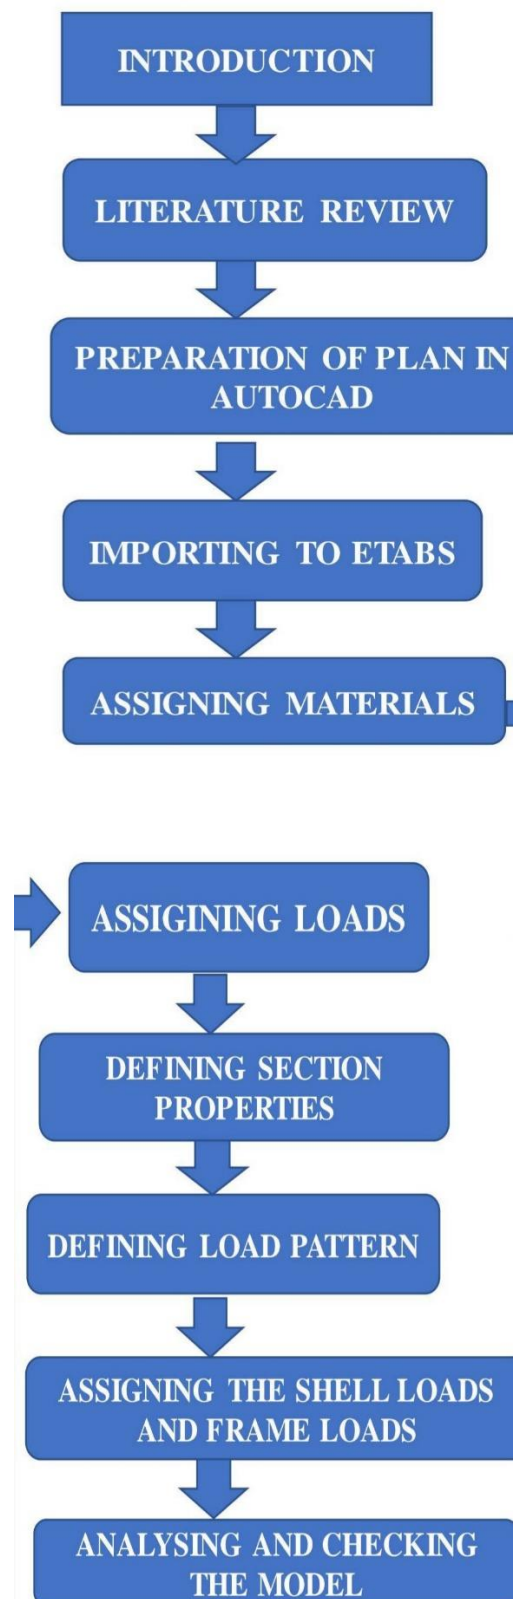 INTRODUCTION
LITERATURE REVIEW
PREPARATION OF PLAN IN
AUTOCAD
IMPORTING TO ETABS
ASSIGNING MATERIALS
ASSIGINING LOADS
DEFINING SECTION
PROPERTIES
DEFINING LOAD PATTERN
ASSIGNING THE SHELL LOADS
AND FRAME LOADS
ANALYSING AND CHECKING
THE MODEL